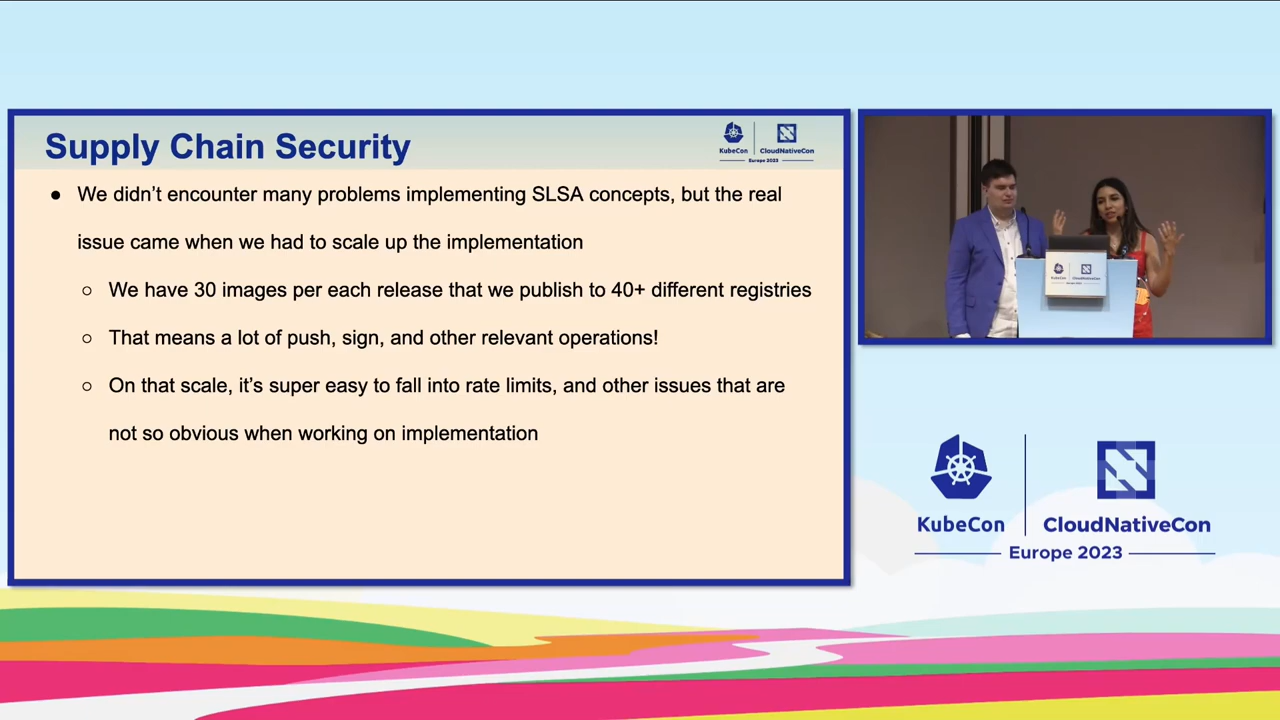 Supply Chain Security
KubeCon
CloudNativeCon
Europe 2023
● We didn't encounter many problems implementing SLSA concepts, but the real
issue came when we had to scale up the implementation
○ We have 30 images per each release that we publish to 40+ different registries
○ That means a lot of push, sign, and other relevant operations!
○ On that scale, it's super easy to fall into rate limits, and other issues that are
not so obvious when working on implementation
KubeCon
CloudNativeCon
Europe 2023